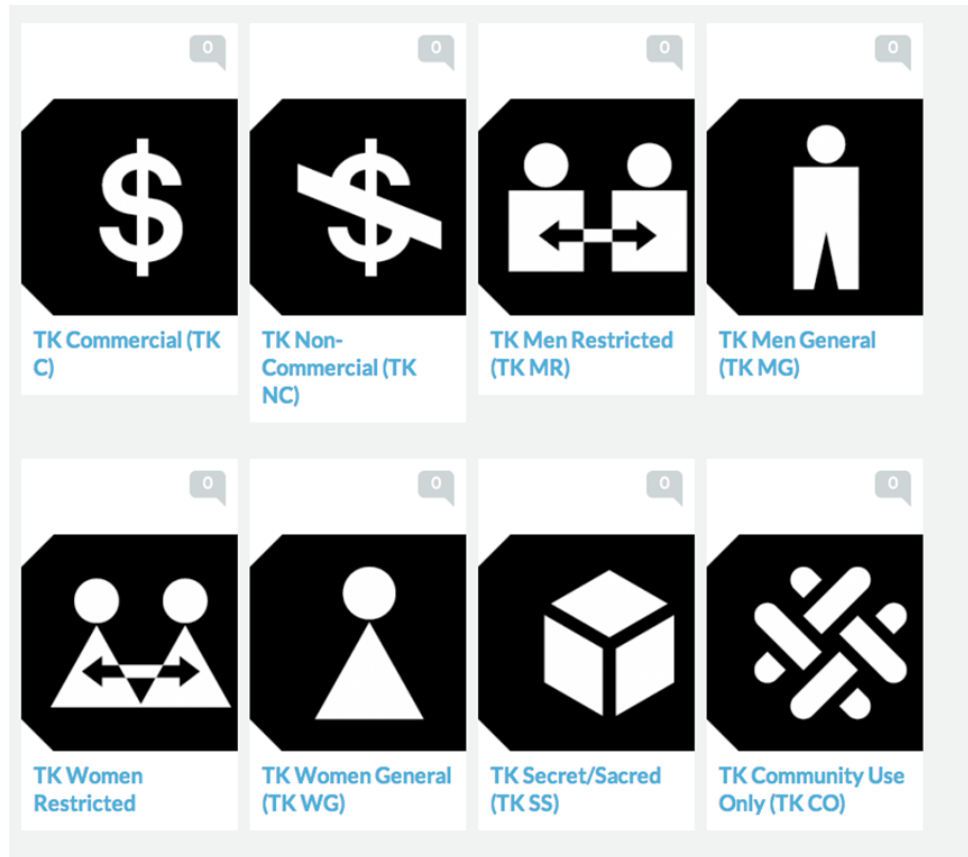 0
0
0
0
$
$
TK Commercial (TK
C)
TK Non-
Commercial (TK
NC)
TK Men Restricted
(TK MR)
TK Men General
(TK MG)
0
0
0
0
TK Women
Restricted
TK Women General
(TK WG)
TK Secret/Sacred
(TK SS)
TK Community Use
Only (TK CO)